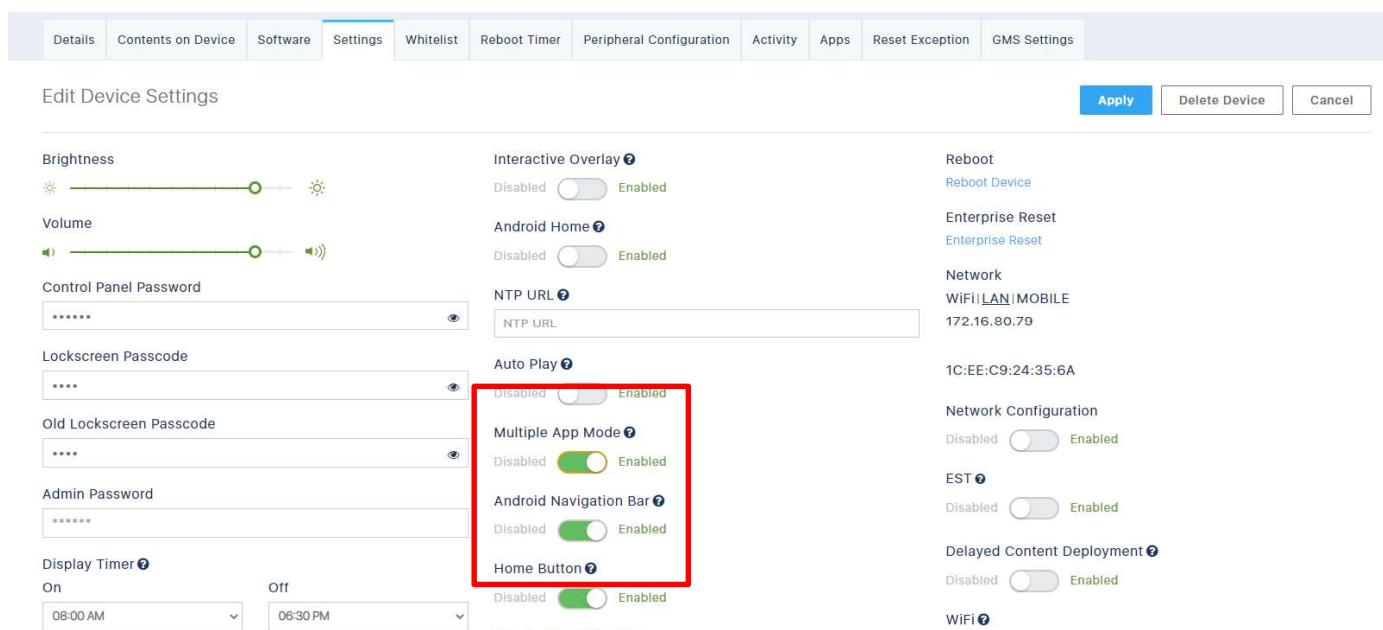 Details Contents on Device Software Settings Whitelist Reboot Timer Peripheral Configuration Activity Apps Reset Exception GMS Settings
Edit Device Settings
Apply Delete Device Cancel
Brightness
Volume
Control Panel Password
••••••
Lockscreen Passcode
••••
Old Lockscreen Passcode
••••
Admin Password
******
Display Timer
On Off
08:00 AM 06:30 PM
Interactive Overlay
Disabled Enabled
Android Home
Disabled Enabled
NTP URL
NTP URL
Auto Play
Disabled Enabled
Multiple App Mode
Disabled Enabled
Android Navigation Bar
Disabled Enabled
Home Button
Disabled Enabled
Reboot
Reboot Device
Enterprise Reset
Enterprise Reset
Network
WiFi|LAN|MOBILE
172.16.80.79
1C:EE:C9:24:35:6A
Network Configuration
Disabled Enabled
EST
Disabled Enabled
Delayed Content Deployment
Disabled Enabled
WiFi